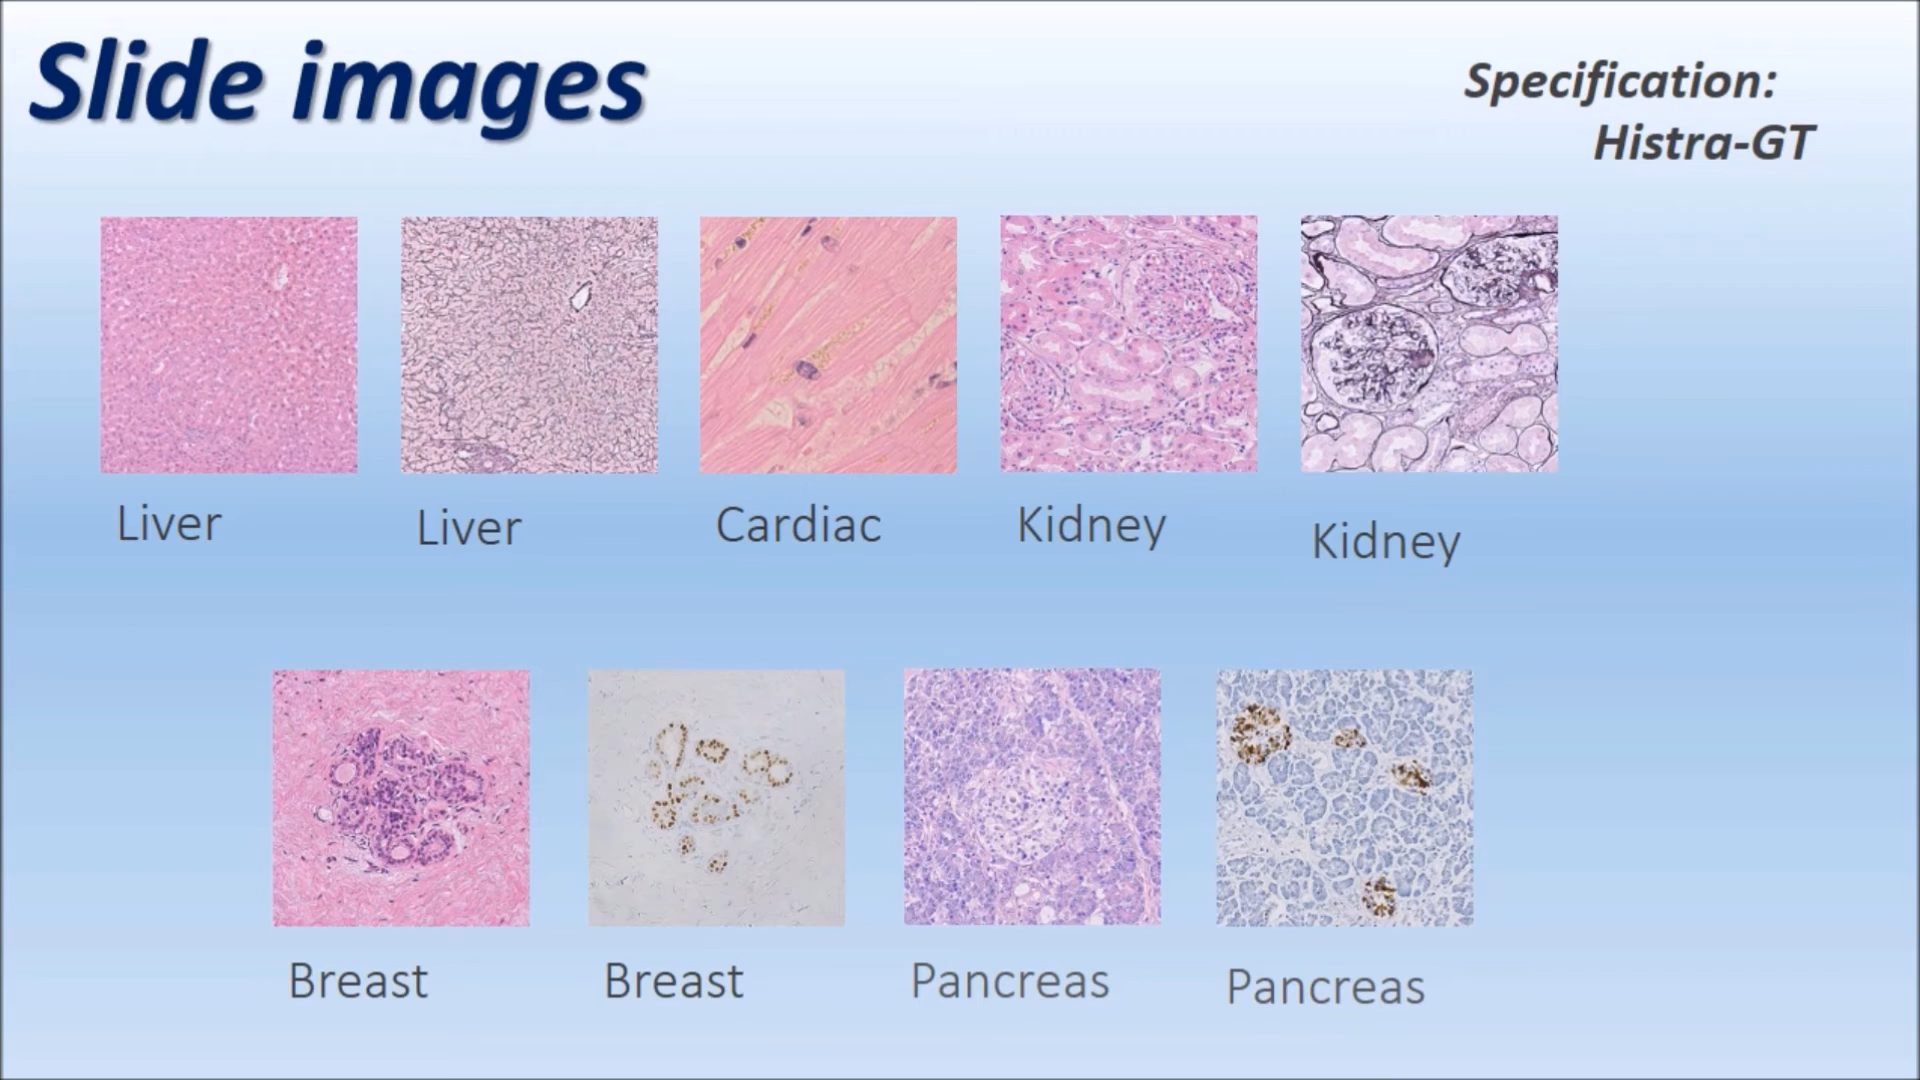 Slide images
Specification:
Histra-GT
Liver
Liver
Cardiac
Kidney
Kidney
Breast
Breast
Pancreas
Pancreas